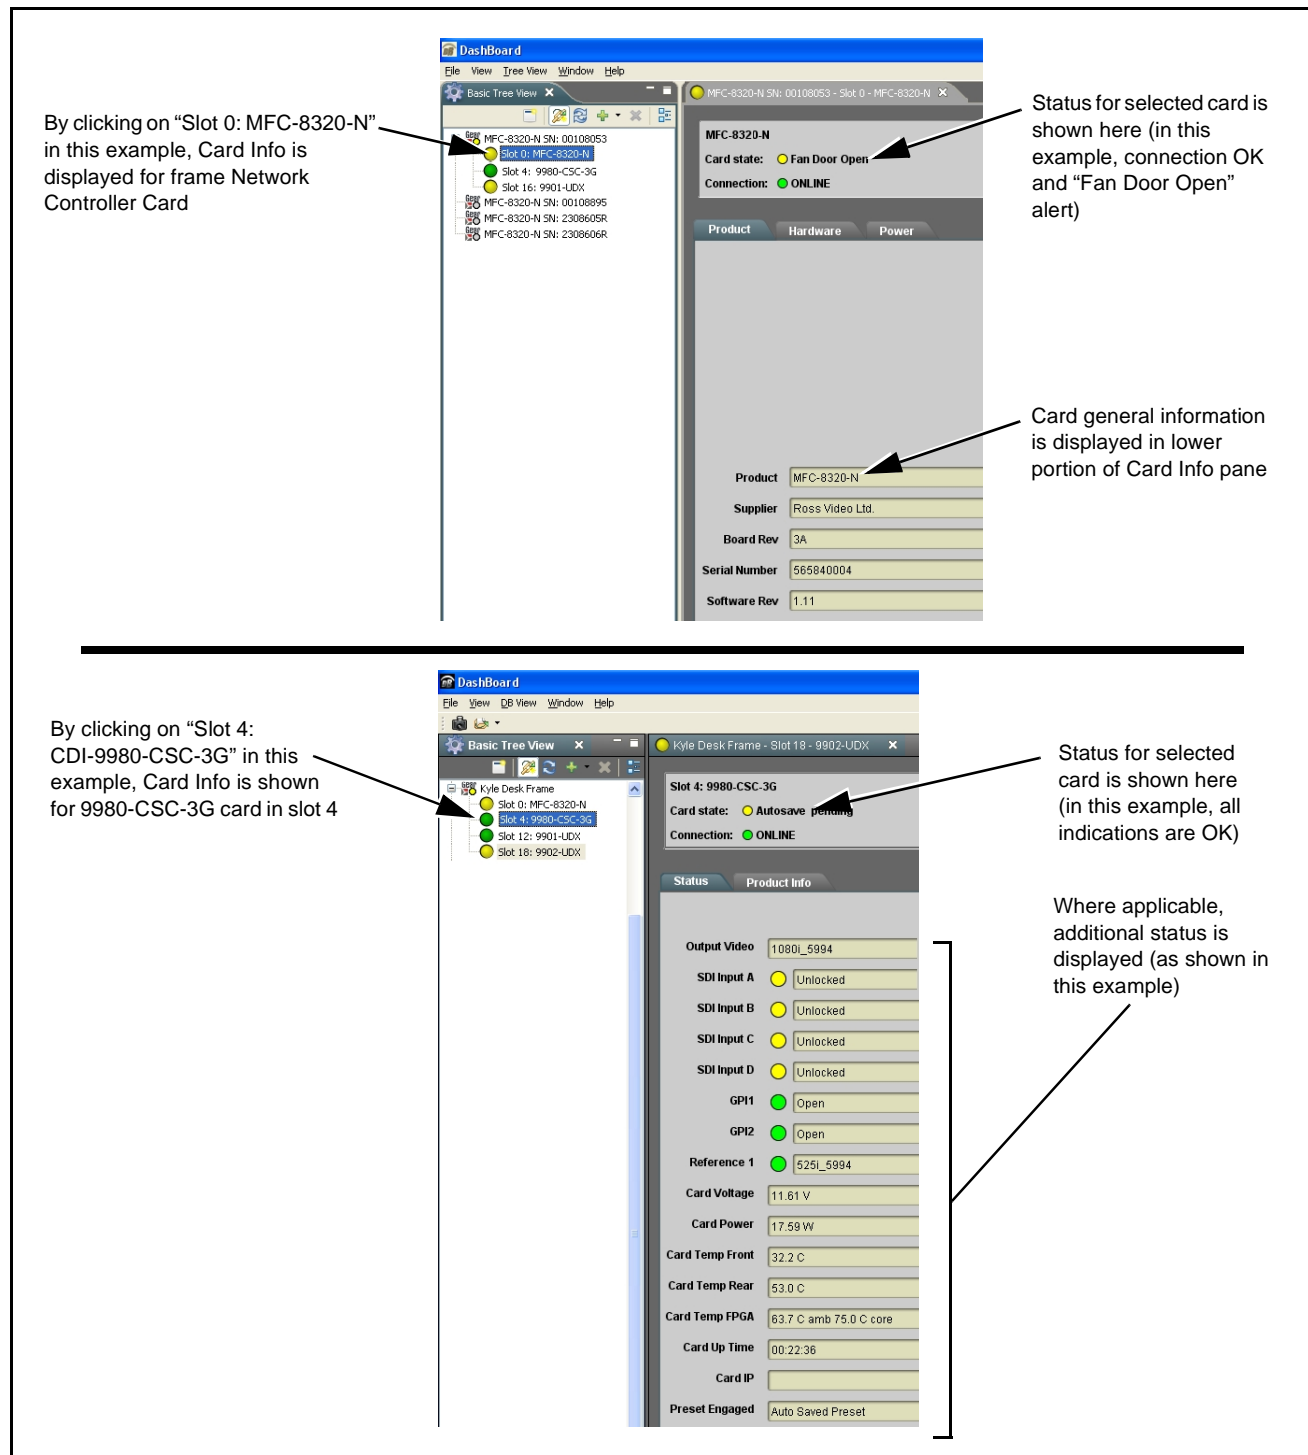 DashBoard
File View Tree View Window Help
Basic Tree View
MFC-8320-N SN: 00108053 - Slot 0 - MFC-8320-N
By clicking on “Slot 0: MFC-8320-N”
in this example, Card Info is
displayed for frame Network
Controller Card
MFC-8320-N SN: 00108053
Slot 0: MFC-8320-N
Slot 4: 9980-CSC-3G
Slot 16: 9901-UDX
MFC-8320-N SN: 00108895
MFC-8320-N SN: 2308605R
MFC-8320-N SN: 2308606R
MFC-8320-N
Card state: Fan Door Open
Connection: ONLINE
Status for selected card is
shown here (in this
example, connection OK
and “Fan Door Open”
alert)
Product Hardware Power
Card general information
is displayed in lower
portion of Card Info pane
Product MFC-8320-N
Supplier Ross Video Ltd.
Board Rev 3A
Serial Number 565840004
Software Rev 1.11
DashBoard
File View DB View Window Help
By clicking on “Slot 4:
CDI-9980-CSC-3G” in this
example, Card Info is shown
for 9980-CSC-3G card in slot 4
Basic Tree View
Kyle Desk Frame - Slot 18 - 9902-UDX
Kyle Desk Frame
Slot 0: MFC-8320-N
Slot 4: 9980-CSC-3G
Slot 12: 9901-UDX
Slot 18: 9902-UDX
Slot 4: 9980-CSC-3G
Card state: Autosave pending
Connection: ONLINE
Status for selected
card is shown here
(in this example, all
indications are OK)
Status Product Info
Where applicable,
additional status is
displayed (as shown in
this example)
Output Video 1080i_5994
SDI Input A Unlocked
SDI Input B Unlocked
SDI Input C Unlocked
SDI Input D Unlocked
GPI1 Open
GPI2 Open
Reference 1 525i_5994
Card Voltage 11.61 V
Card Power 17.59 W
Card Temp Front 32.2 C
Card Temp Rear 53.0 C
Card Temp FPGA 63.7 C amb 75.0 C core
Card Up Time 00:22:36
Card IP
Preset Engaged Auto Saved Preset